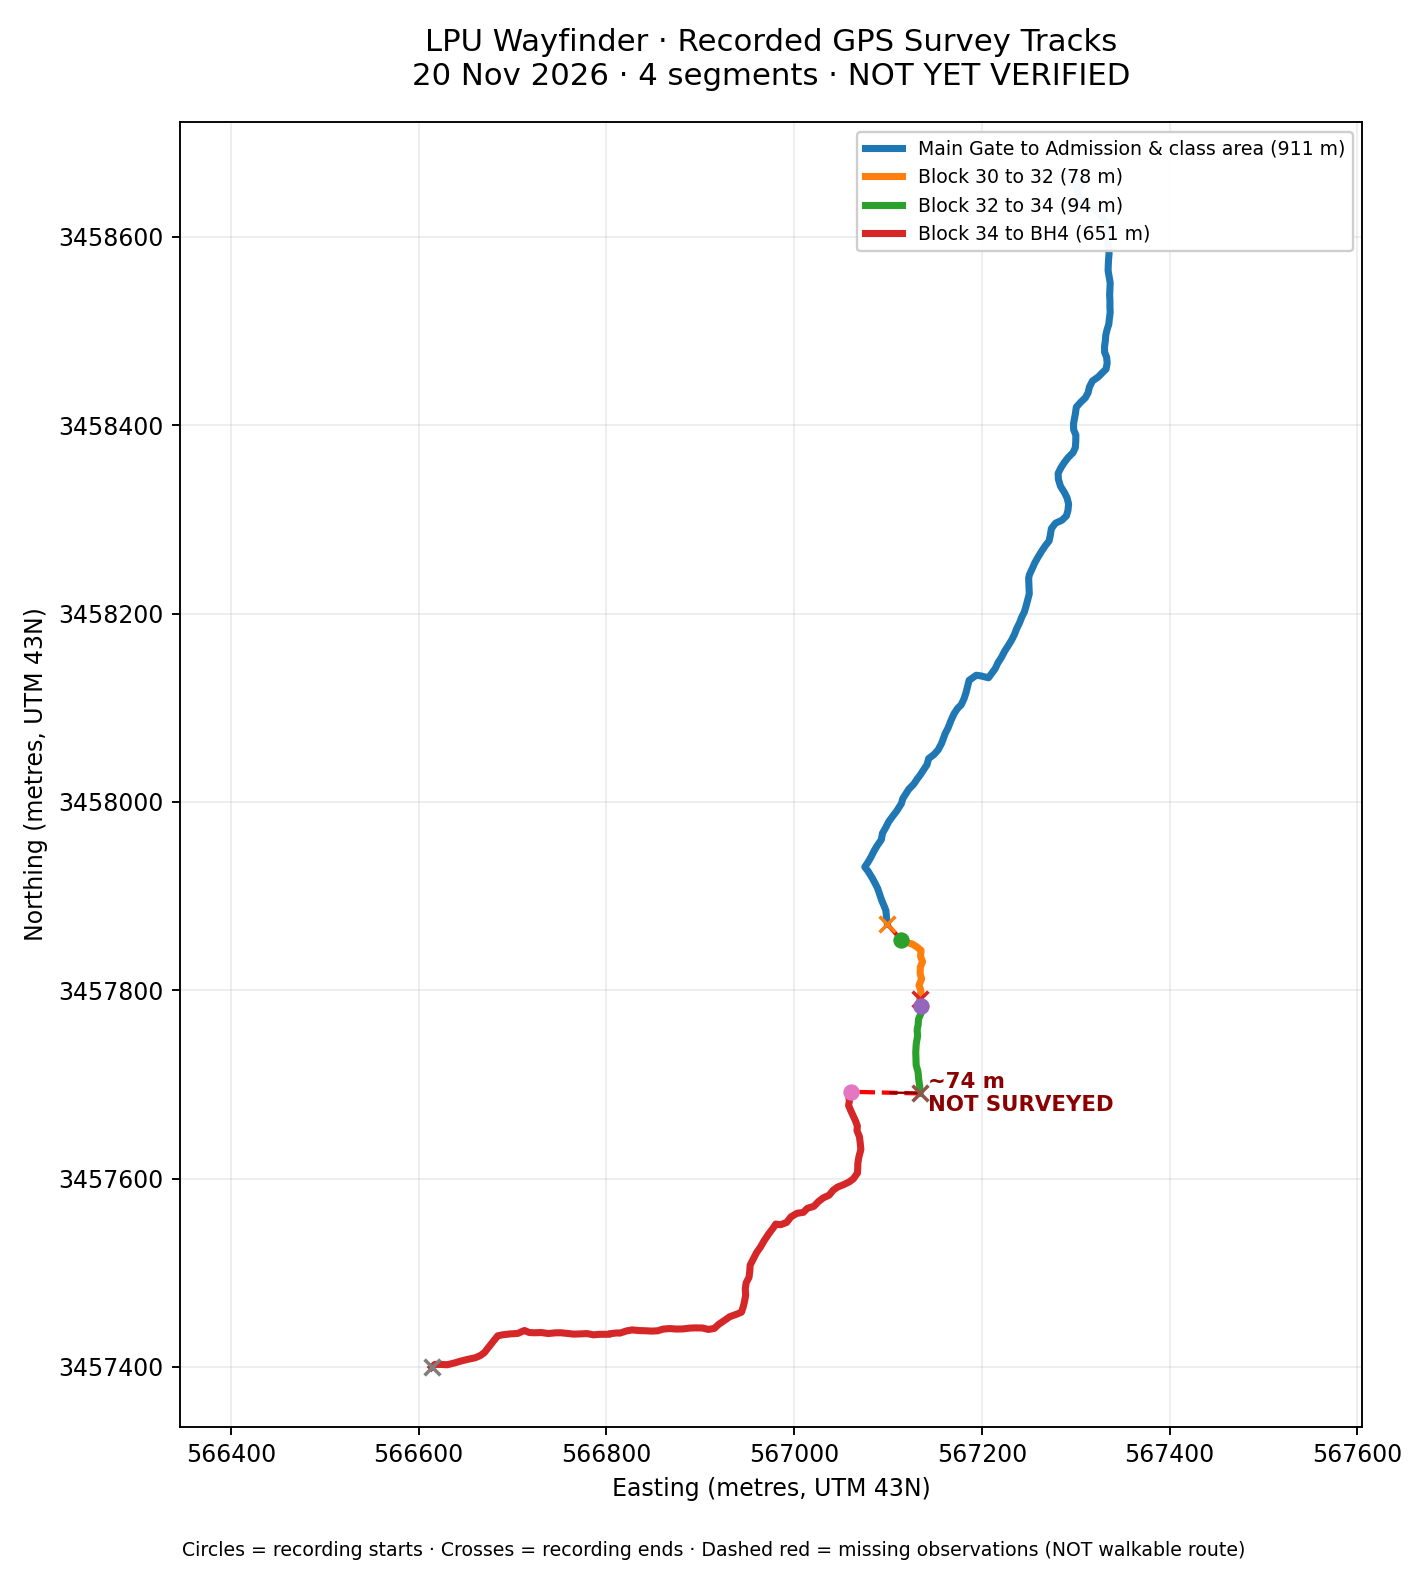 LPU Wayfinder · Recorded GPS Survey Tracks
20 Nov 2026 · 4 segments · NOT YET VERIFIED
Main Gate to Admission & class area (911 m)
Block 30 to 32 (78 m)
Block 32 to 34 (94 m)
Block 34 to BH4 (651 m)
3458600
3458400
3458200
3458000
3457800
3457600
3457400
Northing (metres, UTM 43N)
~74 m
NOT SURVEYED
566400 566600 566800 567000 567200 567400 567600
Easting (metres, UTM 43N)
Circles = recording starts · Crosses = recording ends · Dashed red = missing observations (NOT walkable route)